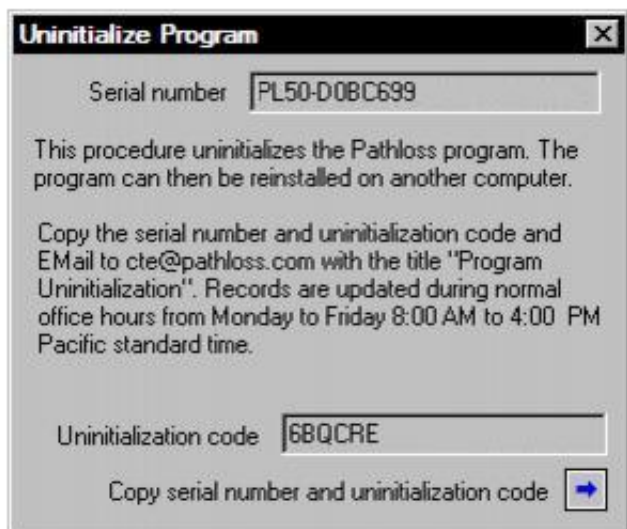 Uninitialize Program
Serial number PL50-D0BC699
This procedure uninitializes the Pathloss program. The
program can then be reinstalled on another computer.
Copy the serial number and uninitialization code and
EMail to cte@pathloss.com with the title "Program
Uninitialization". Records are updated during normal
office hours from Monday to Friday 8:00 AM to 4:00 PM
Pacific standard time.
Uninitialization code 6BQCRE
Copy serial number and uninitialization code